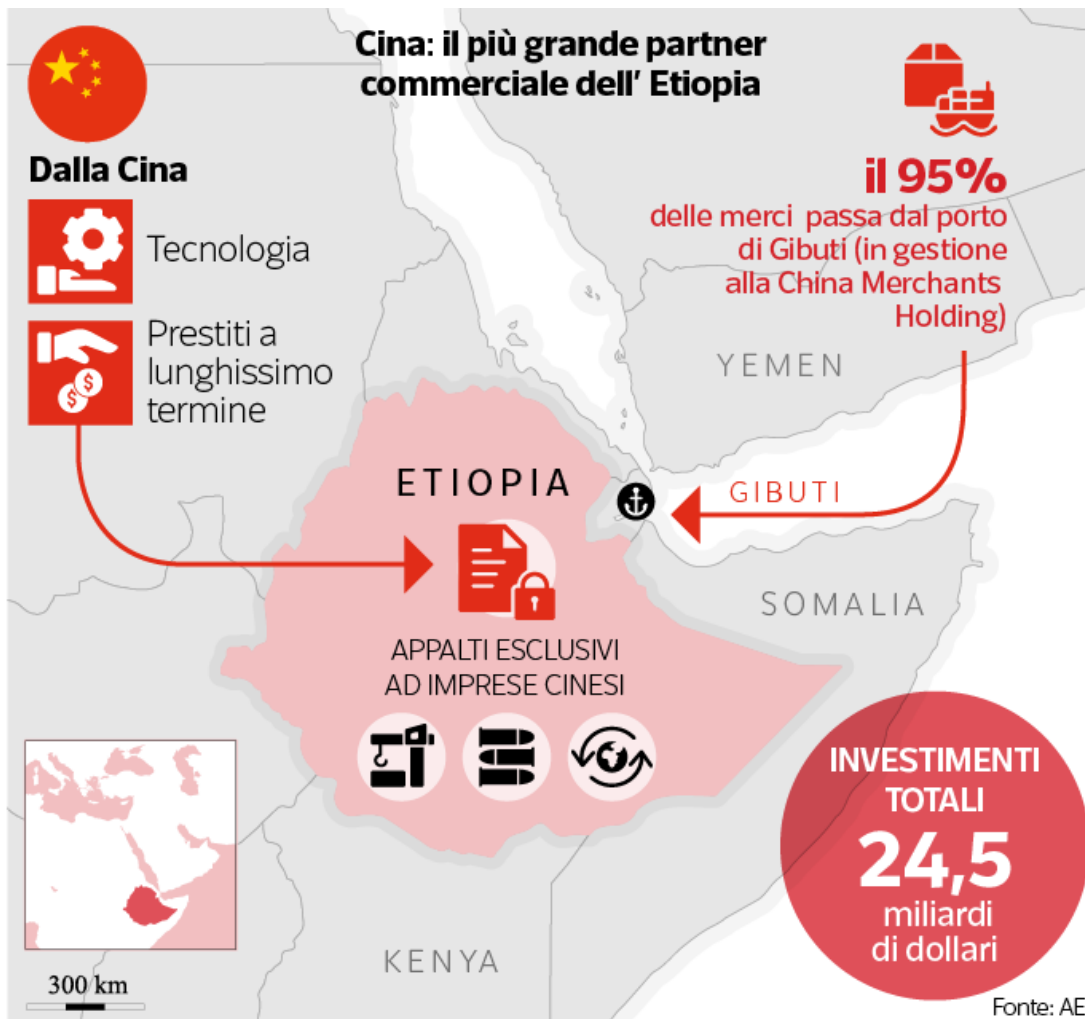 Cina: il più grande partner
commerciale dell' Etiopia
Dalla Cina
Tecnologia
Prestiti a
lunghissimo
termine
il 95%
delle merci passa dal porto
di Gibuti (in gestione
alla China Merchants
Holding)
YEMEN
ETIOPIA
GIBUTI
SOMALIA
APPALTI ESCLUSIVI
AD IMPRESE CINESI
INVESTIMENTI
TOTALI
24,5
miliardi
di dollari
KENYA
300 km
Fonte: AE